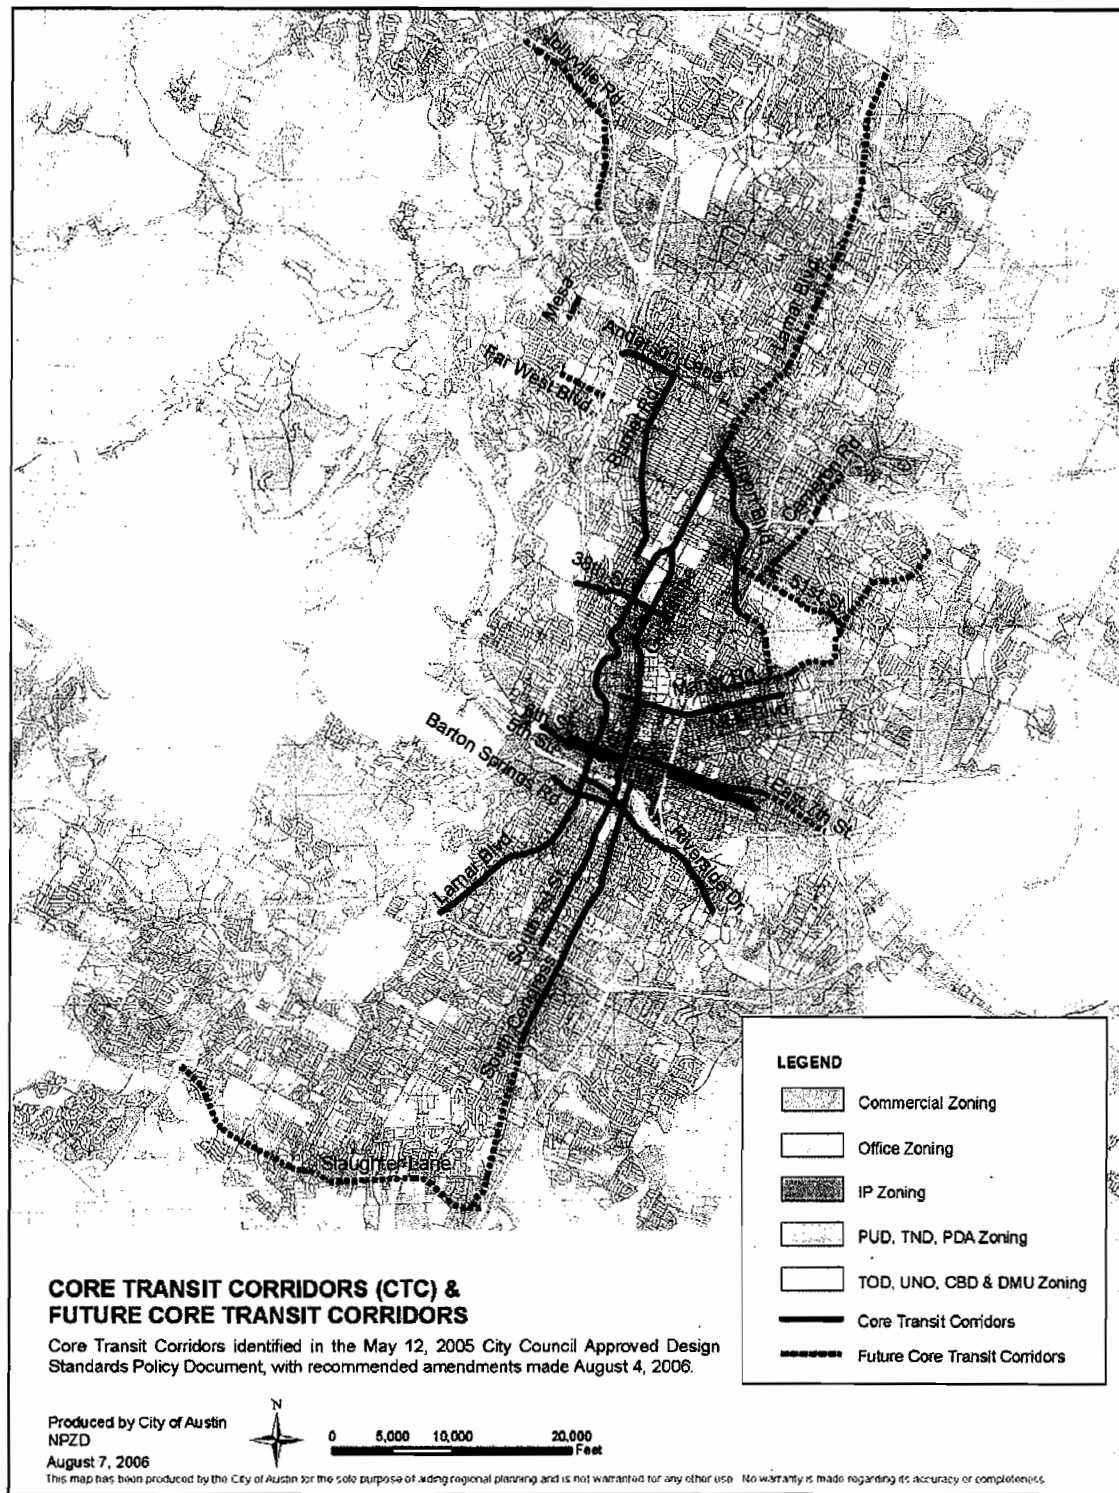 Jollyville Rd
Lamar Blvd.
Mesa
Anderson Lane
Far West Blvd.
Burnet Rd
Airport Blvd
Cameron Rd
38th St
51st St
Manor Rd
MLK Blvd
5th St.
Barton Springs Rd
East 7th St
Riverside Dr.
Lamar Blvd.
South 1st St
South Congress
Slaughter Lane
LEGEND
Commercial Zoning
Office Zoning
IP Zoning
PUD, TND, PDA Zoning
TOD, UNO, CBD & DMU Zoning
Core Transit Corridors
Future Core Transit Corridors
CORE TRANSIT CORRIDORS (CTC) &
FUTURE CORE TRANSIT CORRIDORS
Core Transit Corridors identified in the May 12, 2005 City Council Approved Design
Standards Policy Document, with recommended amendments made August 4, 2006.
Produced by City of Austin
NPZD
August 7, 2006
N
0 5,000 10,000 20,000
Feet
This map has been produced by the City of Austin for the sole purpose of aiding regional planning and is not warranted for any other use. No warranty is made regarding its accuracy or completeness.